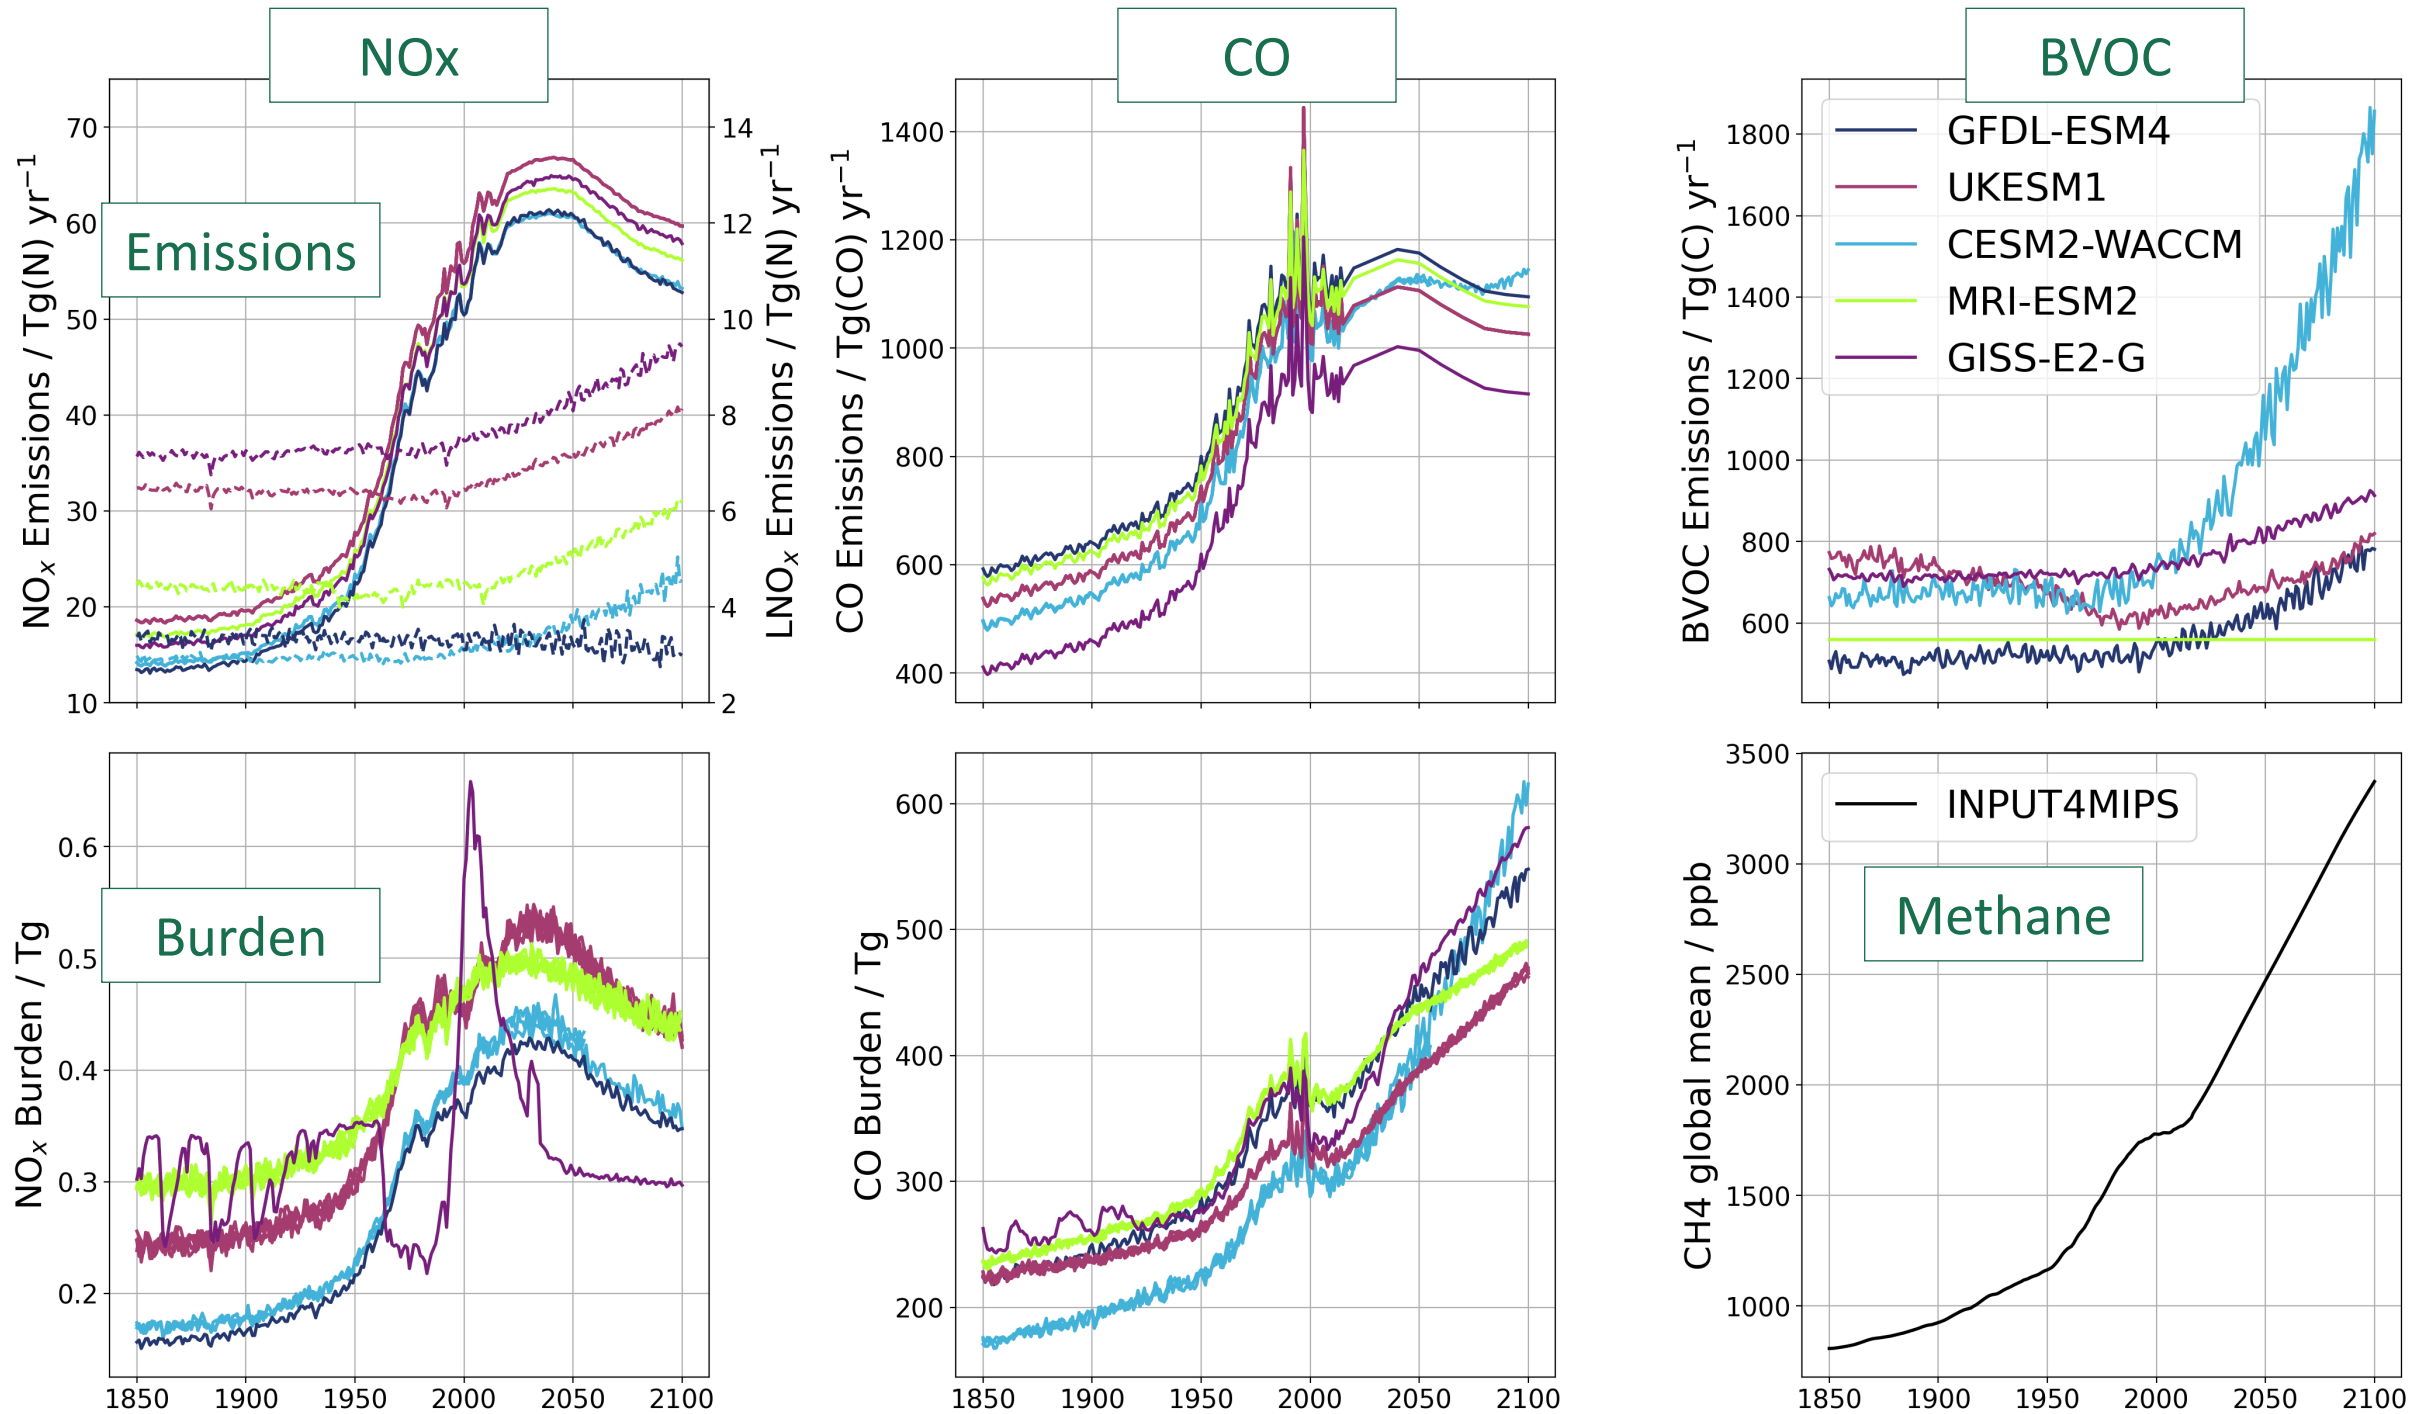 NOx
CO
BVOC
NOₓ Emissions / Tg(N) yr⁻¹
70
60
50
40
30
20
10
Emissions
14
12
10
8
6
4
2
LNOₓ Emissions / Tg(N) yr⁻¹
CO Emissions / Tg(CO) yr⁻¹
1400
1200
1000
800
600
400
BVOC Emissions / Tg(C) yr⁻¹
1800
1600
1400
1200
1000
800
600
GFDL-ESM4
UKESM1
CESM2-WACCM
MRI-ESM2
GISS-E2-G
NOₓ Burden / Tg
0.6
0.5
0.4
0.3
0.2
Burden
1850 1900 1950 2000 2050 2100
CO Burden / Tg
600
500
400
300
200
1850 1900 1950 2000 2050 2100
CH4 global mean / ppb
3500
3000
2500
2000
1500
1000
INPUT4MIPS
Methane
1850 1900 1950 2000 2050 2100